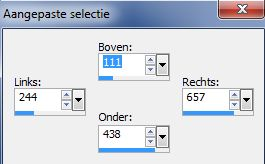 Aangepaste selectie
Boven:
111
Links:
244
Rechts:
657
Onder:
438